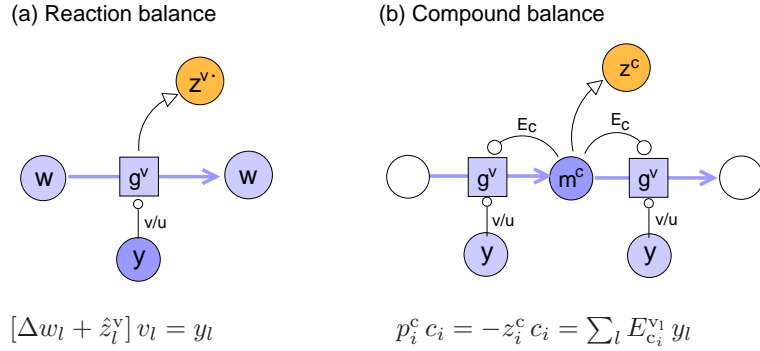 (a) Reaction balance
z^v·
w
g^v
w
v/u
y
[Δw_l + ẑ_l^v] v_l = y_l
(b) Compound balance
z^c
E_c
E_c
g^v
m^c
g^v
v/u
v/u
y
y
p_i^c c_i = −z_i^c c_i = ∑_l E_{c_i}^{v_l} y_l